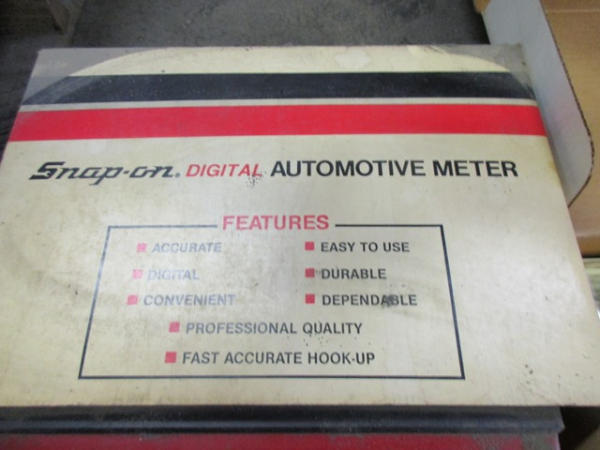 Snap-on® DIGITAL AUTOMOTIVE METER
FEATURES
ACCURATE
EASY TO USE
DIGITAL
DURABLE
CONVENIENT
DEPENDABLE
PROFESSIONAL QUALITY
FAST ACCURATE HOOK-UP